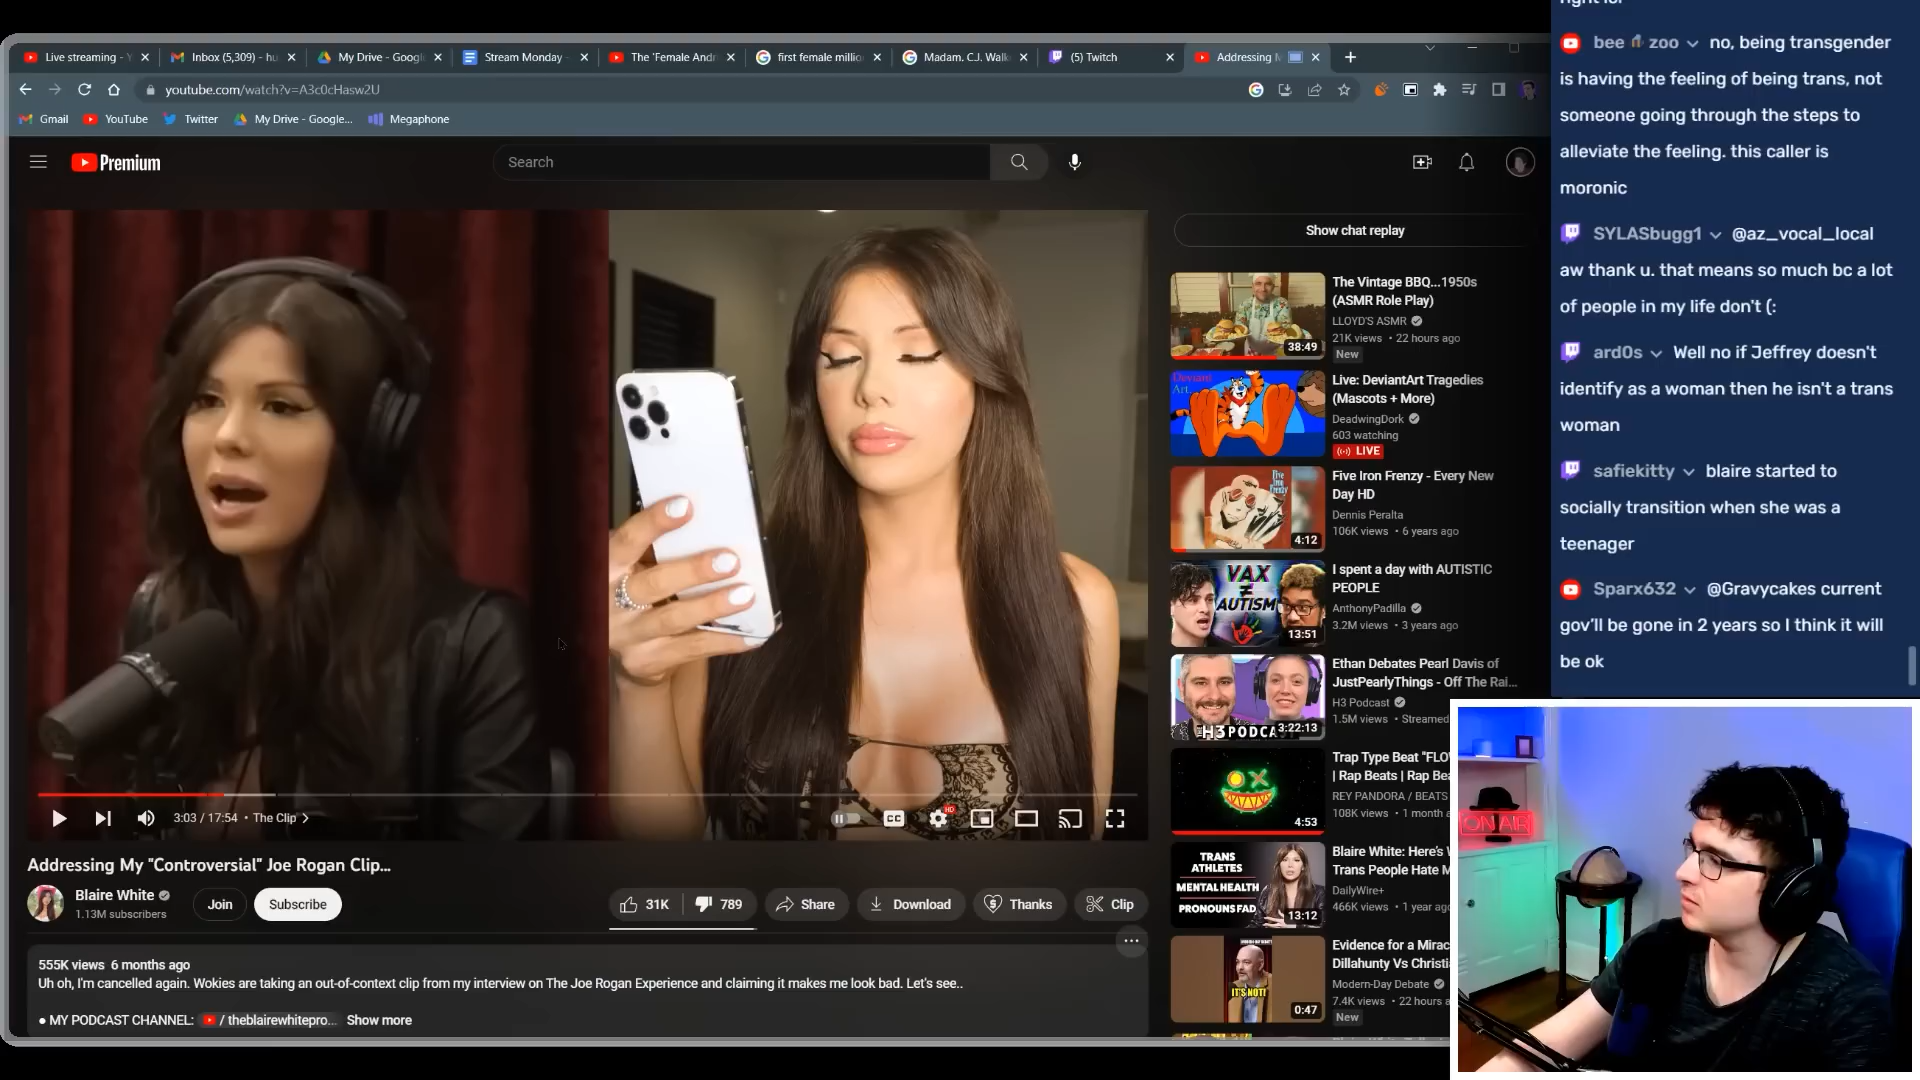 Live streaming - Y
Inbox (5,309) - hu
My Drive - Googl
Stream Monday -
The 'Female Andr
first female millio
Madam. C.J. Walk
(5) Twitch
Addressing M
youtube.com/watch?v=A3c0cHasw2U
Gmail
YouTube
Twitter
My Drive - Google...
Megaphone
Premium
Search
Show chat replay
The Vintage BBQ...1950s
(ASMR Role Play)
LLOYD'S ASMR
21K views • 22 hours ago
New
38:49
Deviant
Art
Live: DeviantArt Tragedies
(Mascots + More)
DeadwingDork
603 watching
LIVE
Five Iron Frenzy
Five Iron Frenzy - Every New
Day HD
Dennis Peralta
106K views • 6 years ago
4:12
VAX
≠
AUTISM
I spent a day with AUTISTIC
PEOPLE
AnthonyPadilla
3.2M views • 3 years ago
13:51
Ethan Debates Pearl Davis of
JustPearlyThings - Off The Rai...
H3 Podcast
1.5M views • Streamed
H3PODCA
3:22:13
Trap Type Beat "FLO
| Rap Beats | Rap Bea
REY PANDORA / BEATS
108K views • 1 month a
4:53
TRANS
ATHLETES
MENTAL HEALTH
PRONOUNS FAD
Blaire White: Here's W
Trans People Hate M
DailyWire+
466K views • 1 year ago
13:12
Evidence for a Mirac
Dillahunty Vs Christi
Modern-Day Debate
7.4K views • 22 hours a
New
IT'S NOT!
0:47
3:03 / 17:54 • The Clip
CC
HD
Addressing My "Controversial" Joe Rogan Clip...
Blaire White
1.13M subscribers
Join
Subscribe
31K
789
Share
Download
Thanks
Clip
555K views 6 months ago
Uh oh, I'm cancelled again. Wokies are taking an out-of-context clip from my interview on The Joe Rogan Experience and claiming it makes me look bad. Let's see..
● MY PODCAST CHANNEL: / theblairewhitepro... Show more
bee zoo no, being transgender
is having the feeling of being trans, not
someone going through the steps to
alleviate the feeling. this caller is
moronic
SYLASbugg1 @az_vocal_local
aw thank u. that means so much bc a lot
of people in my life don't (:
ard0s Well no if Jeffrey doesn't
identify as a woman then he isn't a trans
woman
safiekitty blaire started to
socially transition when she was a
teenager
Sparx632 @Gravycakes current
gov'll be gone in 2 years so I think it will
be ok
ON AIR